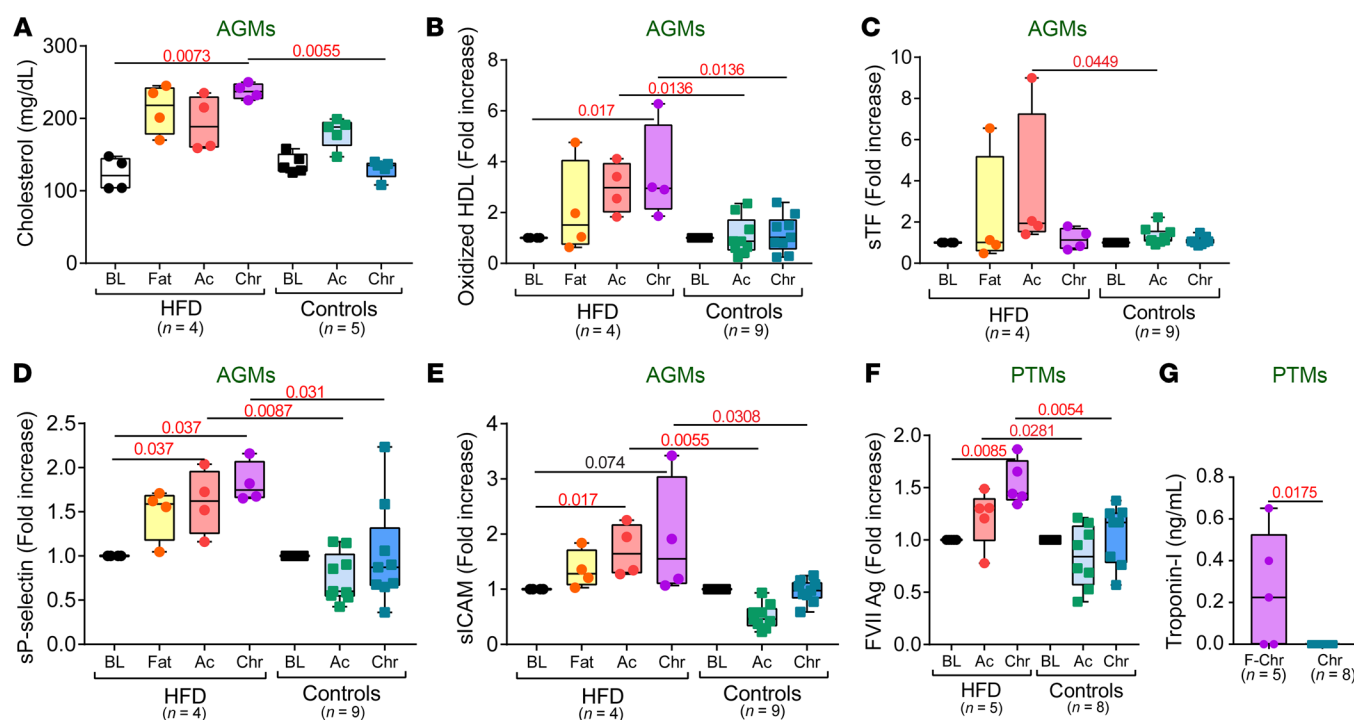 A
AGMs
Cholesterol (mg/dL)
300
200
100
0
0.0073
0.0055
BL Fat Ac Chr BL Ac Chr
HFD Controls
(n = 4) (n = 5)
B
AGMs
Oxidized HDL (Fold increase)
8
6
4
2
0
0.0136
0.0136
0.017
BL Fat Ac Chr BL Ac Chr
HFD Controls
(n = 4) (n = 9)
C
AGMs
sTF (Fold increase)
10
8
6
4
2
0
0.0449
BL Fat Ac Chr BL Ac Chr
HFD Controls
(n = 4) (n = 9)
D
AGMs
sP-selectin (Fold increase)
2.5
2.0
1.5
1.0
0.5
0.0
0.031
0.0087
0.037
0.037
BL Fat Ac Chr BL Ac Chr
HFD Controls
(n = 4) (n = 9)
E
AGMs
sICAM (Fold increase)
4
3
2
1
0
0.0308
0.0055
0.074
0.017
BL Fat Ac Chr BL Ac Chr
HFD Controls
(n = 4) (n = 9)
F
PTMs
FVII Ag (Fold increase)
2.0
1.5
1.0
0.5
0.0
0.0054
0.0281
0.0085
BL Ac Chr BL Ac Chr
HFD Controls
(n = 5) (n = 8)
G
PTMs
Troponin-I (ng/mL)
0.8
0.6
0.4
0.2
0.0
0.0175
F-Chr Chr
(n = 5) (n = 8)